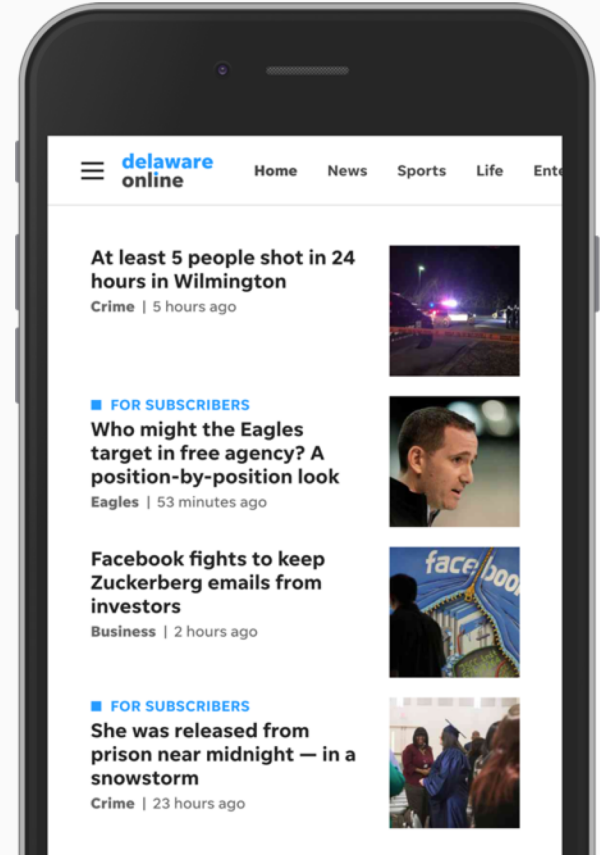 delaware
online
Home News Sports Life Ente
At least 5 people shot in 24
hours in Wilmington
Crime | 5 hours ago
FOR SUBSCRIBERS
Who might the Eagles
target in free agency? A
position-by-position look
Eagles | 53 minutes ago
Facebook fights to keep
Zuckerberg emails from
investors
Business | 2 hours ago
facebook
FOR SUBSCRIBERS
She was released from
prison near midnight — in a
snowstorm
Crime | 23 hours ago